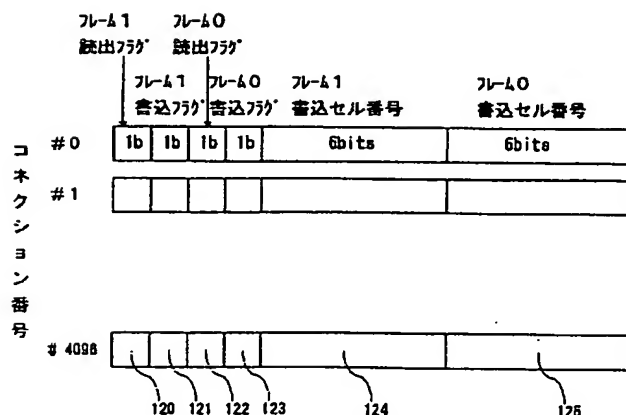 フレーム1 フレーム0
読出フラグ 読出フラグ
フレーム1 フレーム0 フレーム1 フレーム0
書込フラグ 書込フラグ 書込セル番号 書込セル番号
コネクション番号
#0 1b 1b 1b 1b 6bits 6bits
#1
#4096
120 121 122 123 124 125